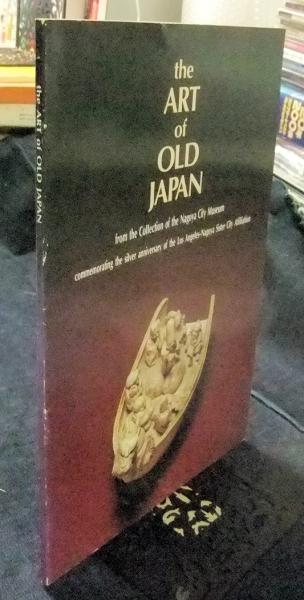 the
ART
of
OLD
JAPAN
from the Collection of the Nagoya City Museum
commemorating the silver anniversary of the Los Angeles-Nagoya Sister City Affiliation
the ART of OLD JAPAN